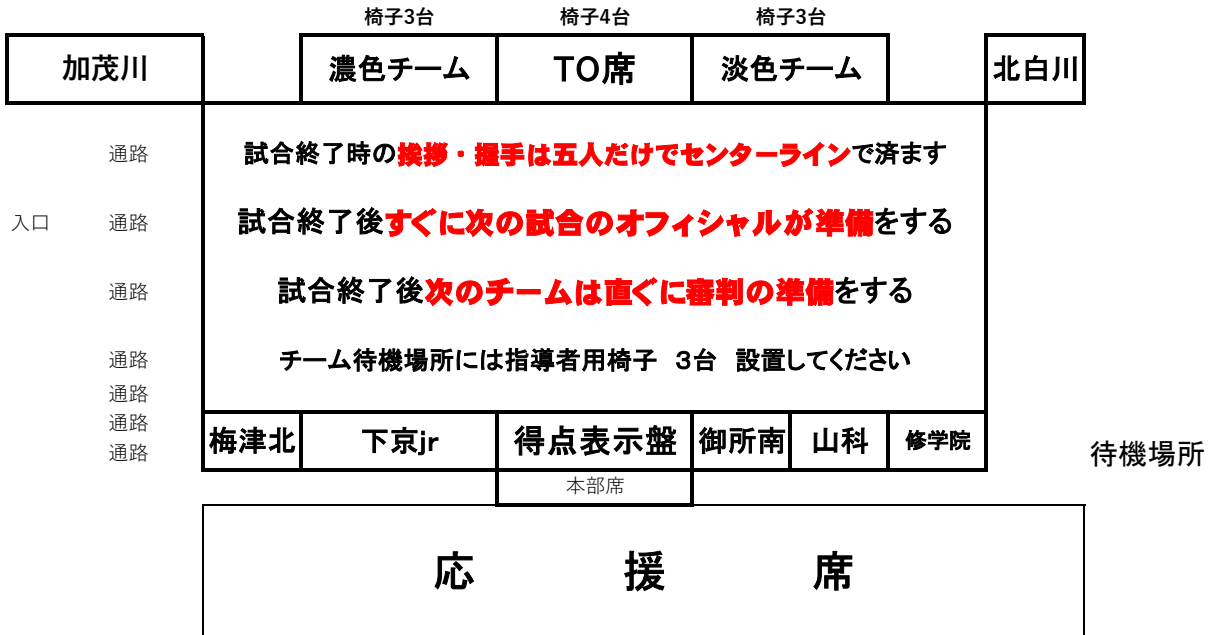 椅子3台 椅子4台 椅子3台
加茂川 濃色チーム TO席 淡色チーム 北白川
通路 試合終了時の挨拶・握手は五人だけでセンターラインで済ます
入口 通路 試合終了後すぐに次の試合のオフィシャルが準備をする
通路 試合終了後次のチームは直ぐに審判の準備をする
通路 チーム待機場所には指導者用椅子 3台 設置してください
通路
通路 梅津北 下京jr 得点表示盤 御所南 山科 修学院
通路 待機場所
本部席
応 援 席